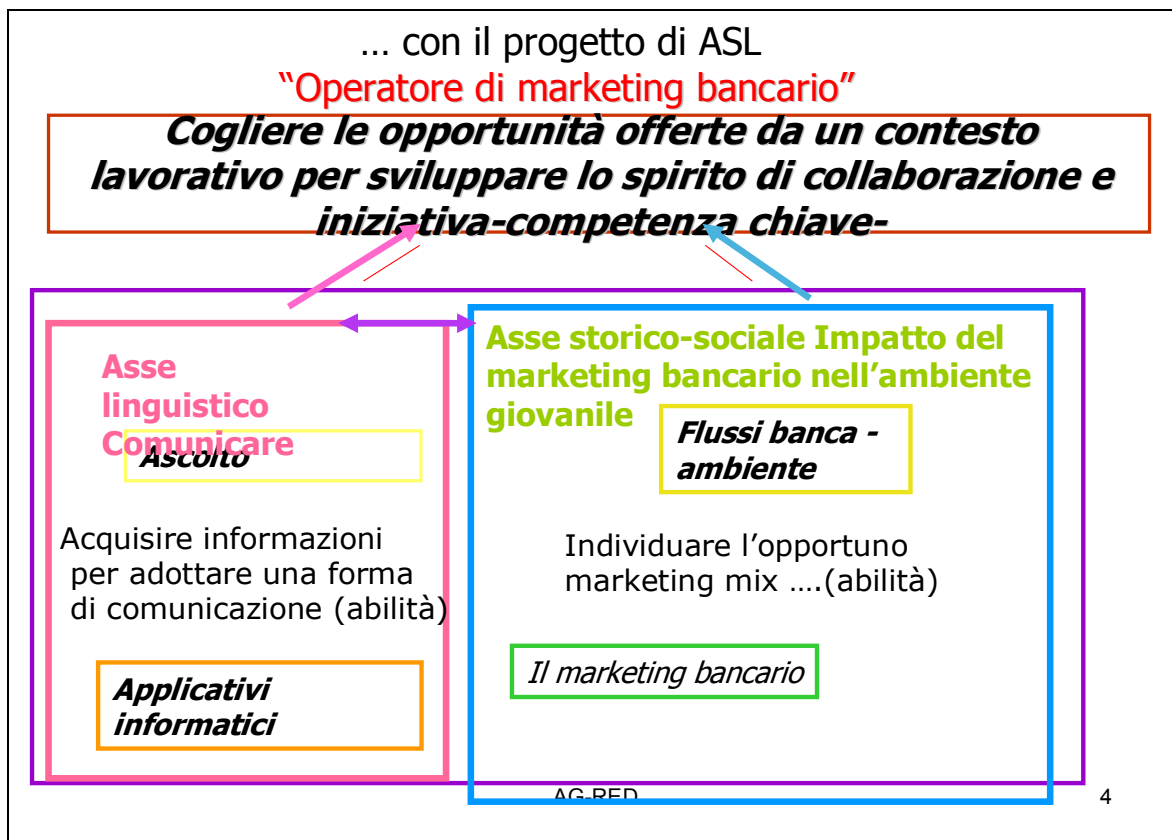 … con il progetto di ASL
“Operatore di marketing bancario”
Cogliere le opportunità offerte da un contesto
lavorativo per sviluppare lo spirito di collaborazione e
iniziativa-competenza chiave-
Asse
linguistico
Comunicare
Ascolto
Acquisire informazioni
per adottare una forma
di comunicazione (abilità)
Applicativi
informatici
Asse storico-sociale Impatto del
marketing bancario nell’ambiente
giovanile
Flussi banca -
ambiente
Individuare l’opportuno
marketing mix ….(abilità)
Il marketing bancario
AG-RED
4